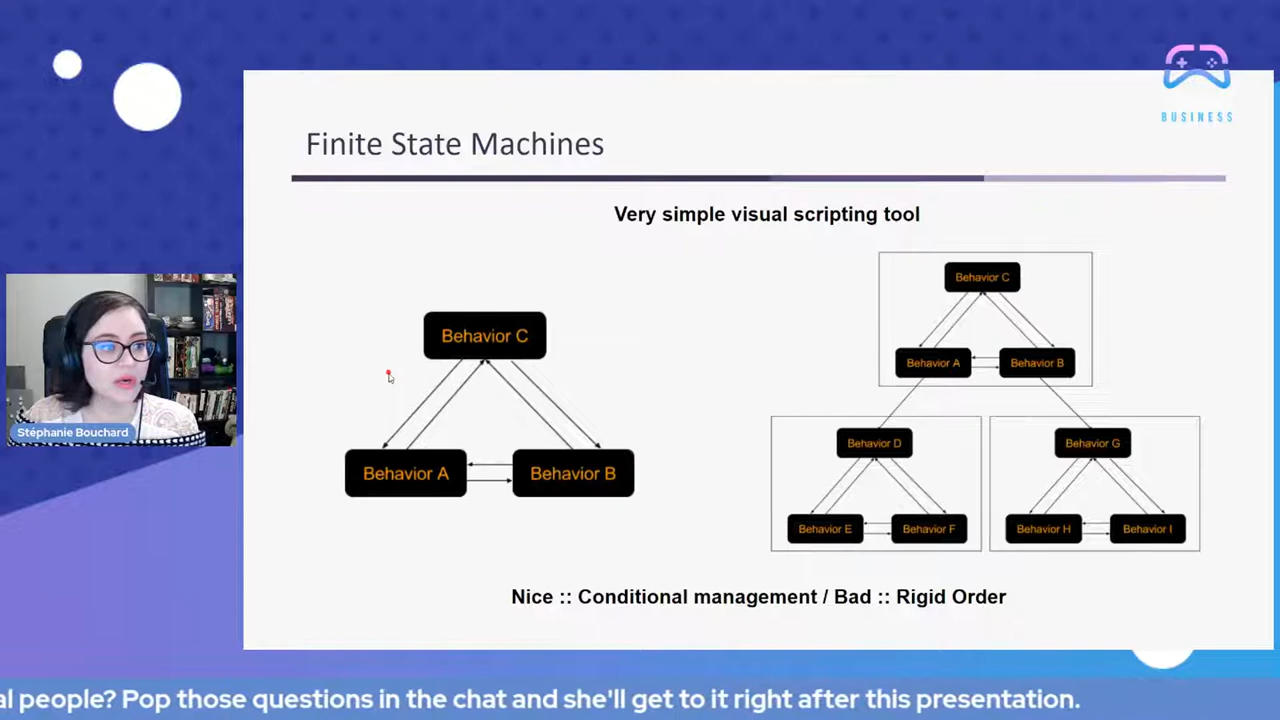 BUSINESS
Finite State Machines
Very simple visual scripting tool
Behavior C
Behavior A
Behavior B
Behavior C
Behavior A
Behavior B
Behavior D
Behavior E
Behavior F
Behavior G
Behavior H
Behavior I
Nice :: Conditional management / Bad :: Rigid Order
Stéphanie Bouchard
al people? Pop those questions in the chat and she'll get to it right after this presentation.